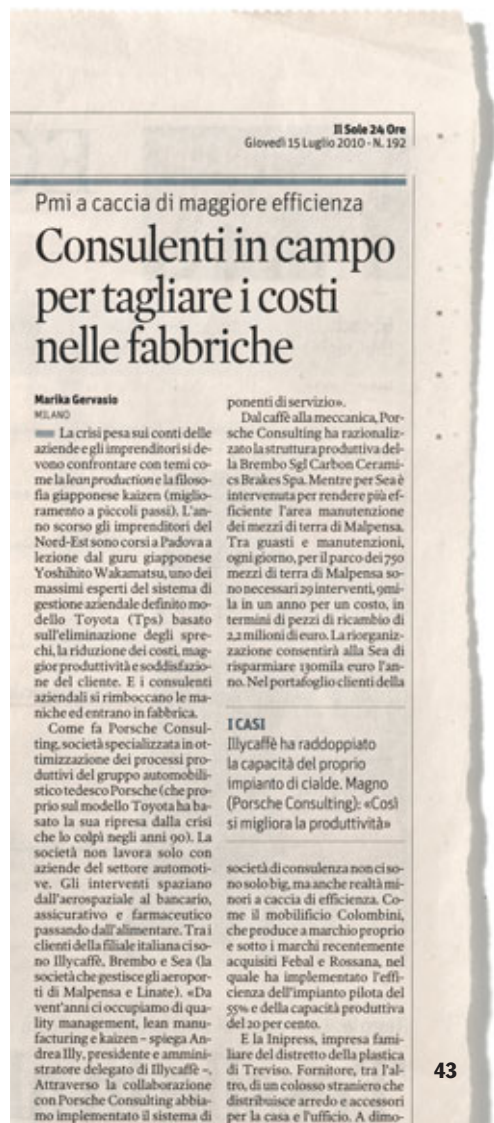 Il Sole 24 Ore
Giovedì 15 Luglio 2010 - N. 192
Pmi a caccia di maggiore efficienza
Consulenti in campo
per tagliare i costi
nelle fabbriche
Marika Gervasio
MILANO
La crisi pesa sui conti delle
aziende e gli imprenditori si de-
vono confrontare con temi co-
me la lean production e la filoso-
fia giapponese kaizen (miglio-
ramento a piccoli passi). L'an-
no scorso gli imprenditori del
Nord-Est sono corsi a Padova a
lezione dal guru giapponese
Yoshihito Wakamatsu, uno dei
massimi esperti del sistema di
gestione aziendale definito mo-
dello Toyota (Tps) basato
sull'eliminazione degli spre-
chi, la riduzione dei costi, mag-
gior produttività e soddisfazio-
ne del cliente. E i consulenti
aziendali si rimboccano le ma-
niche ed entrano in fabbrica.
Come fa Porsche Consul-
ting, società specializzata in ot-
timizzazione dei processi pro-
duttivi del gruppo automobili-
stico tedesco Porsche (che pro-
prio sul modello Toyota ha ba-
sato la sua ripresa dalla crisi
che lo colpì negli anni 90). La
società non lavora solo con
aziende del settore automoti-
ve. Gli interventi spaziano
dall'aerospaziale al bancario,
assicurativo e farmaceutico
passando dall'alimentare. Tra i
clienti della filiale italiana ci so-
no Illycaffè, Brembo e Sea (la
società che gestisce gli aeropor-
ti di Malpensa e Linate). «Da
vent'anni ci occupiamo di qua-
lity management, lean manu-
facturing e kaizen – spiega An-
drea Illy, presidente e ammini-
stratore delegato di Illycaffè –.
Attraverso la collaborazione
con Porsche Consulting abbia-
mo implementato il sistema di
ponenti di servizio».
Dal caffè alla meccanica, Por-
sche Consulting ha razionaliz-
zato la struttura produttiva del-
la Brembo Sgl Carbon Cerami-
cs Brakes Spa. Mentre per Sea è
intervenuta per rendere più ef-
ficiente l'area manutenzione
dei mezzi di terra di Malpensa.
Tra guasti e manutenzioni,
ogni giorno, per il parco dei 750
mezzi di terra di Malpensa so-
no necessari 29 interventi, 9mi-
la in un anno per un costo, in
termini di pezzi di ricambio di
2,2 milioni di euro. La riorganiz-
zazione consentirà alla Sea di
risparmiare 130mila euro l'an-
no. Nel portafoglio clienti della
I CASI
Illycaffè ha raddoppiato
la capacità del proprio
impianto di cialde. Magno
(Porsche Consulting): «Così
si migliora la produttività»
società di consulenza non ci so-
no solo big, ma anche realtà mi-
nori a caccia di efficienza. Co-
me il mobilificio Colombini,
che produce a marchio proprio
e sotto i marchi recentemente
acquisiti Febal e Rossana, nel
quale ha implementato l'effi-
cienza dell'impianto pilota del
55% e della capacità produttiva
del 20 per cento.
E la Inipress, impresa fami-
liare del distretto della plastica
di Treviso. Fornitore, tra l'al-
tro, di un colosso straniero che
distribuisce arredo e accessori
per la casa e l'ufficio. A dimo-
43